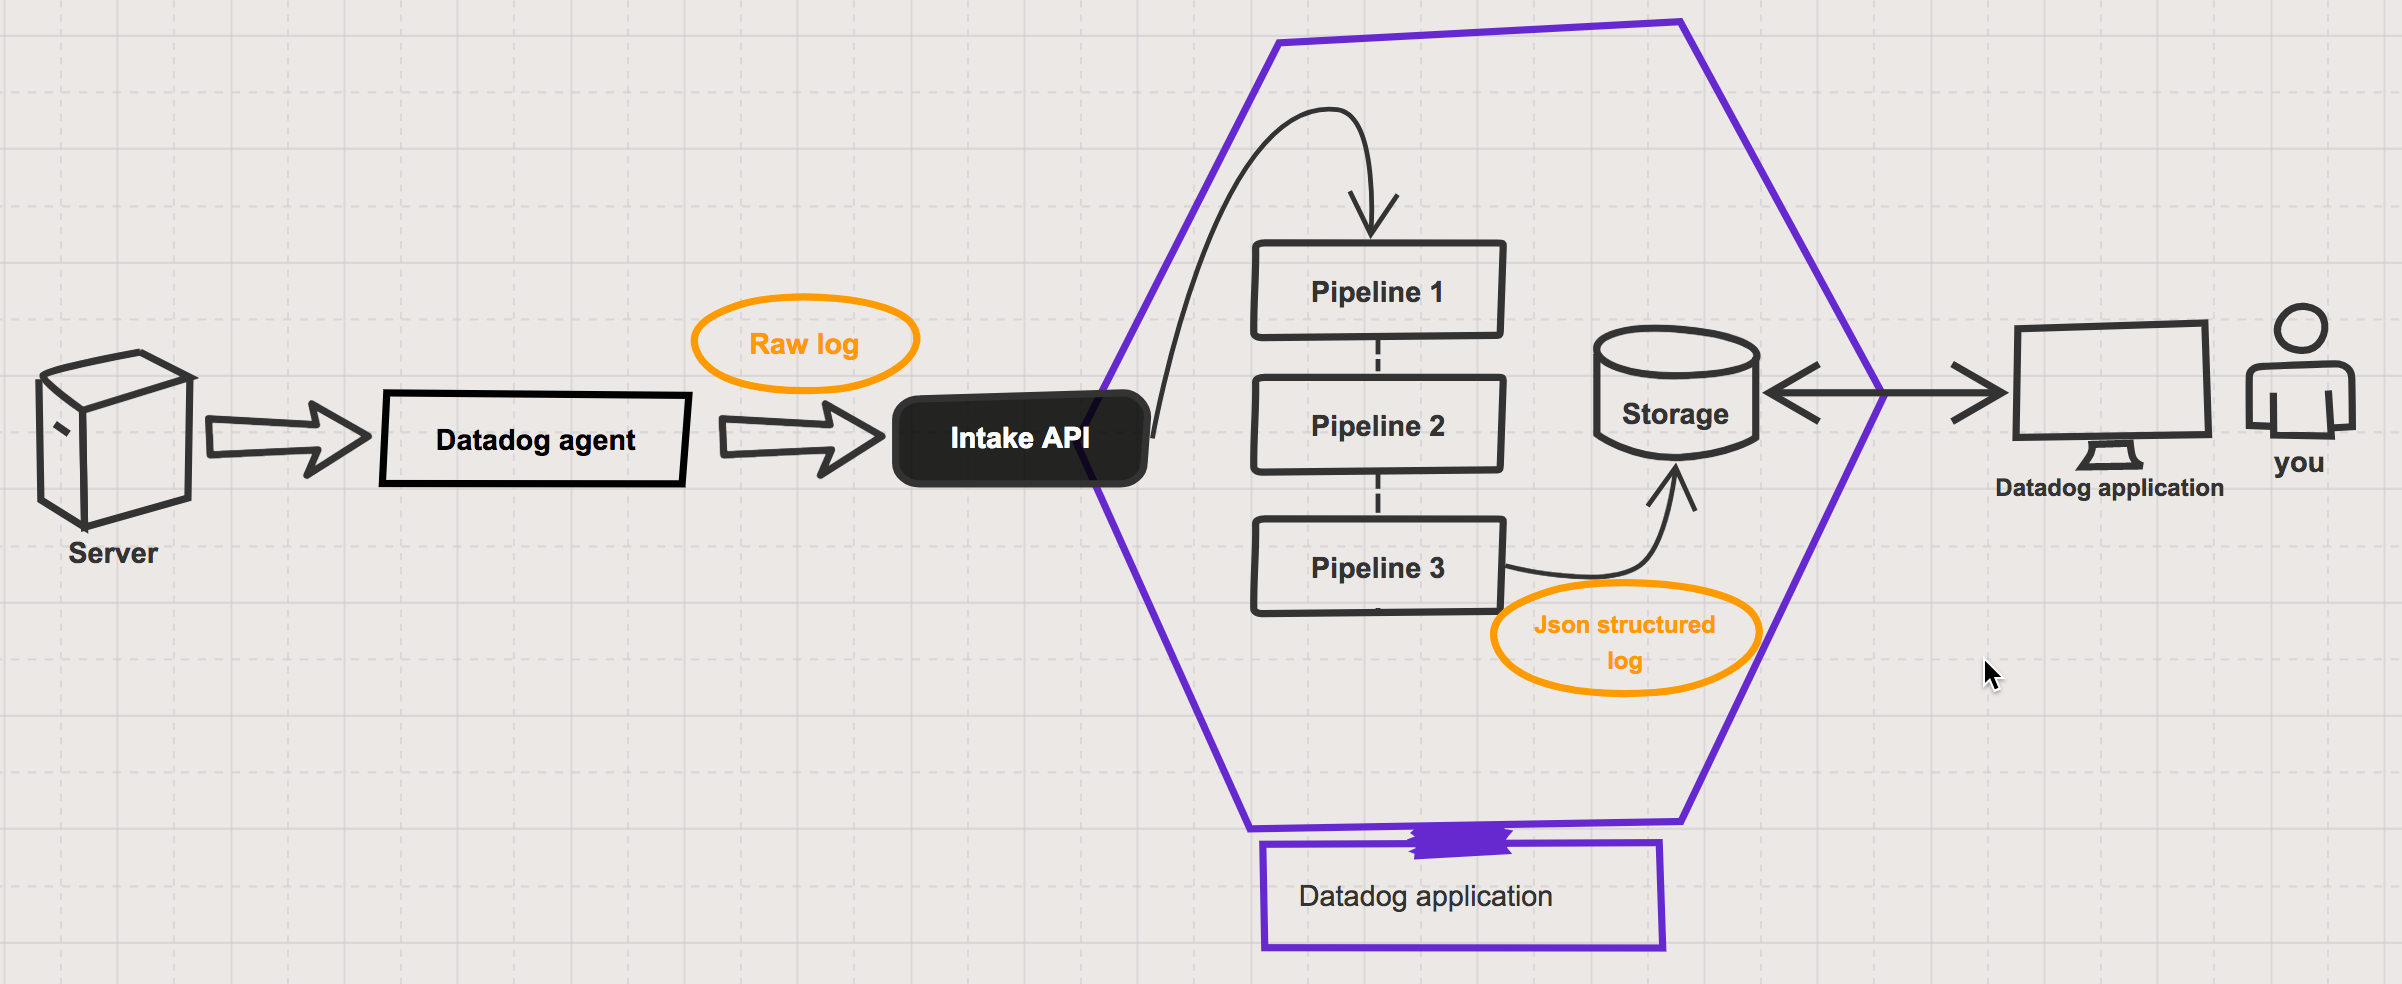 Server
Datadog agent
Raw log
Intake API
Pipeline 1
Pipeline 2
Pipeline 3
Json structured
log
Storage
Datadog application
you
Datadog application